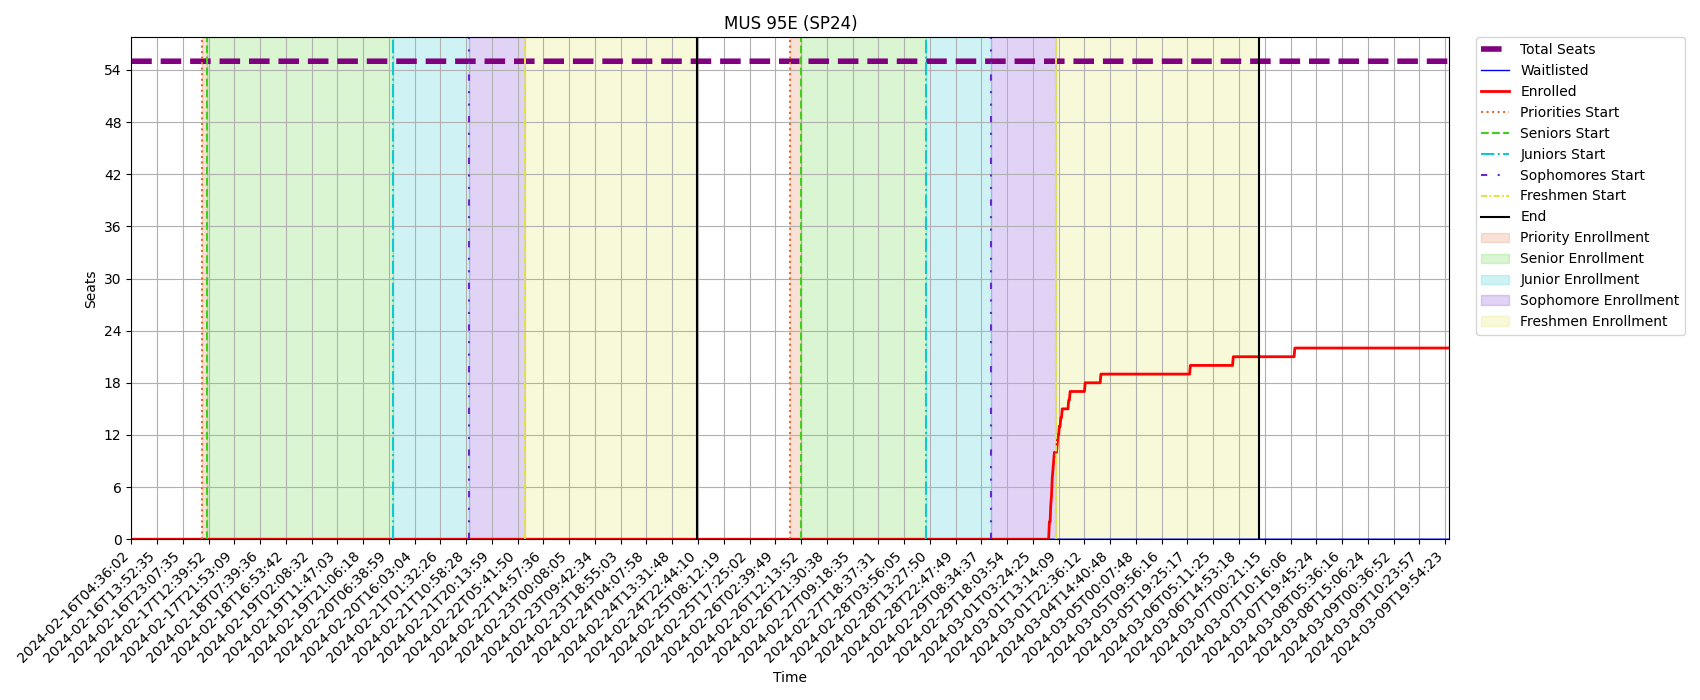 MUS 95E (SP24)
Total Seats
Waitlisted
Enrolled
Priorities Start
Seniors Start
Juniors Start
Sophomores Start
Freshmen Start
End
Priority Enrollment
Senior Enrollment
Junior Enrollment
Sophomore Enrollment
Freshmen Enrollment
Seats
54
48
42
36
30
24
18
12
6
0
2024-02-16T04:36:02
2024-02-16T13:52:35
2024-02-16T23:07:35
2024-02-17T12:39:52
2024-02-17T21:53:09
2024-02-18T07:39:36
2024-02-18T16:53:42
2024-02-19T02:08:32
2024-02-19T11:47:03
2024-02-19T21:06:18
2024-02-20T06:38:59
2024-02-20T16:03:04
2024-02-21T01:32:26
2024-02-21T10:58:28
2024-02-21T20:13:59
2024-02-22T05:41:50
2024-02-22T14:57:36
2024-02-23T00:08:05
2024-02-23T09:42:34
2024-02-23T18:55:03
2024-02-24T04:07:58
2024-02-24T13:31:48
2024-02-24T22:44:10
2024-02-25T08:12:19
2024-02-25T17:25:02
2024-02-26T02:39:49
2024-02-26T12:13:52
2024-02-26T21:30:38
2024-02-27T09:18:35
2024-02-27T18:37:31
2024-02-28T03:56:05
2024-02-28T13:27:50
2024-02-28T22:47:49
2024-02-29T08:34:37
2024-02-29T18:03:54
2024-03-01T03:24:25
2024-03-01T13:14:09
2024-03-01T22:36:12
2024-03-04T14:40:48
2024-03-05T00:07:48
2024-03-05T09:56:16
2024-03-05T19:25:17
2024-03-06T05:11:25
2024-03-06T14:53:18
2024-03-07T00:21:15
2024-03-07T10:16:06
2024-03-07T19:45:24
2024-03-08T05:36:16
2024-03-08T15:06:24
2024-03-09T00:36:52
2024-03-09T10:23:57
2024-03-09T19:54:23
Time